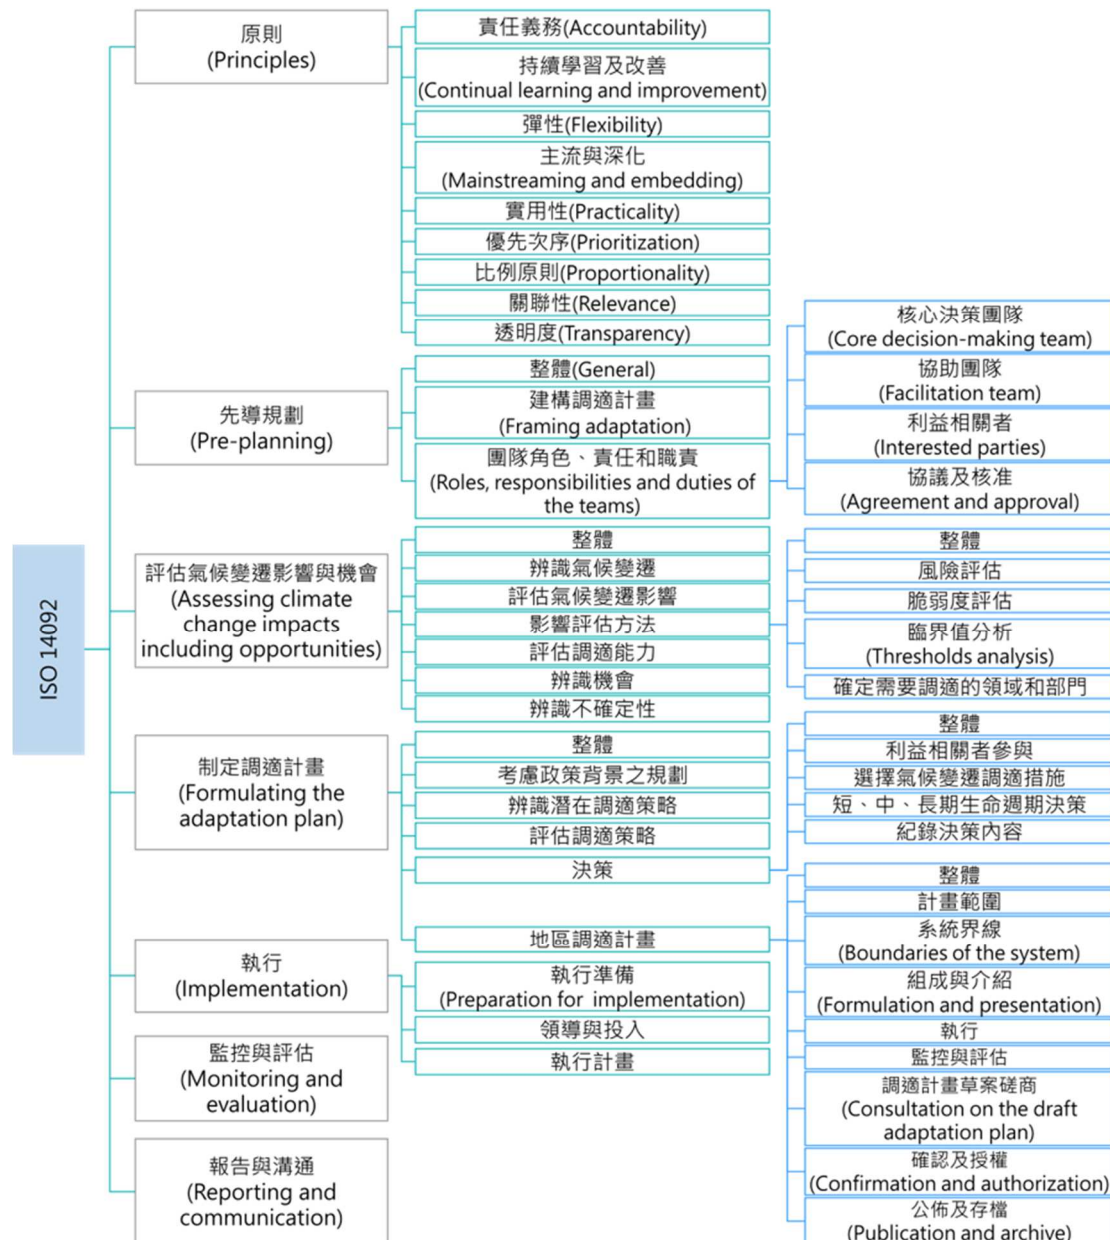 ISO 14092
原則
(Principles)
責任義務(Accountability)
持續學習及改善
(Continual learning and improvement)
彈性(Flexibility)
主流與深化
(Mainstreaming and embedding)
實用性(Practicality)
優先次序(Prioritization)
比例原則(Proportionality)
關聯性(Relevance)
透明度(Transparency)
先導規劃
(Pre-planning)
整體(General)
建構調適計畫
(Framing adaptation)
團隊角色、責任和職責
(Roles, responsibilities and duties of
the teams)
核心決策團隊
(Core decision-making team)
協助團隊
(Facilitation team)
利益相關者
(Interested parties)
協議及核准
(Agreement and approval)
評估氣候變遷影響與機會
(Assessing climate
change impacts
including opportunities)
整體
辨識氣候變遷
評估氣候變遷影響
影響評估方法
評估調適能力
辨識機會
辨識不確定性
整體
風險評估
脆弱度評估
臨界值分析
(Thresholds analysis)
確定需要調適的領域和部門
制定調適計畫
(Formulating the
adaptation plan)
整體
考慮政策背景之規劃
辨識潛在調適策略
評估調適策略
決策
地區調適計畫
整體
利益相關者參與
選擇氣候變遷調適措施
短、中、長期生命週期決策
紀錄決策內容
整體
計畫範圍
系統界線
(Boundaries of the system)
組成與介紹
(Formulation and presentation)
執行
監控與評估
調適計畫草案磋商
(Consultation on the draft
adaptation plan)
確認及授權
(Confirmation and authorization)
公佈及存檔
(Publication and archive)
執行
(Implementation)
執行準備
(Preparation for implementation)
領導與投入
執行計畫
監控與評估
(Monitoring and
evaluation)
報告與溝通
(Reporting and
communication)